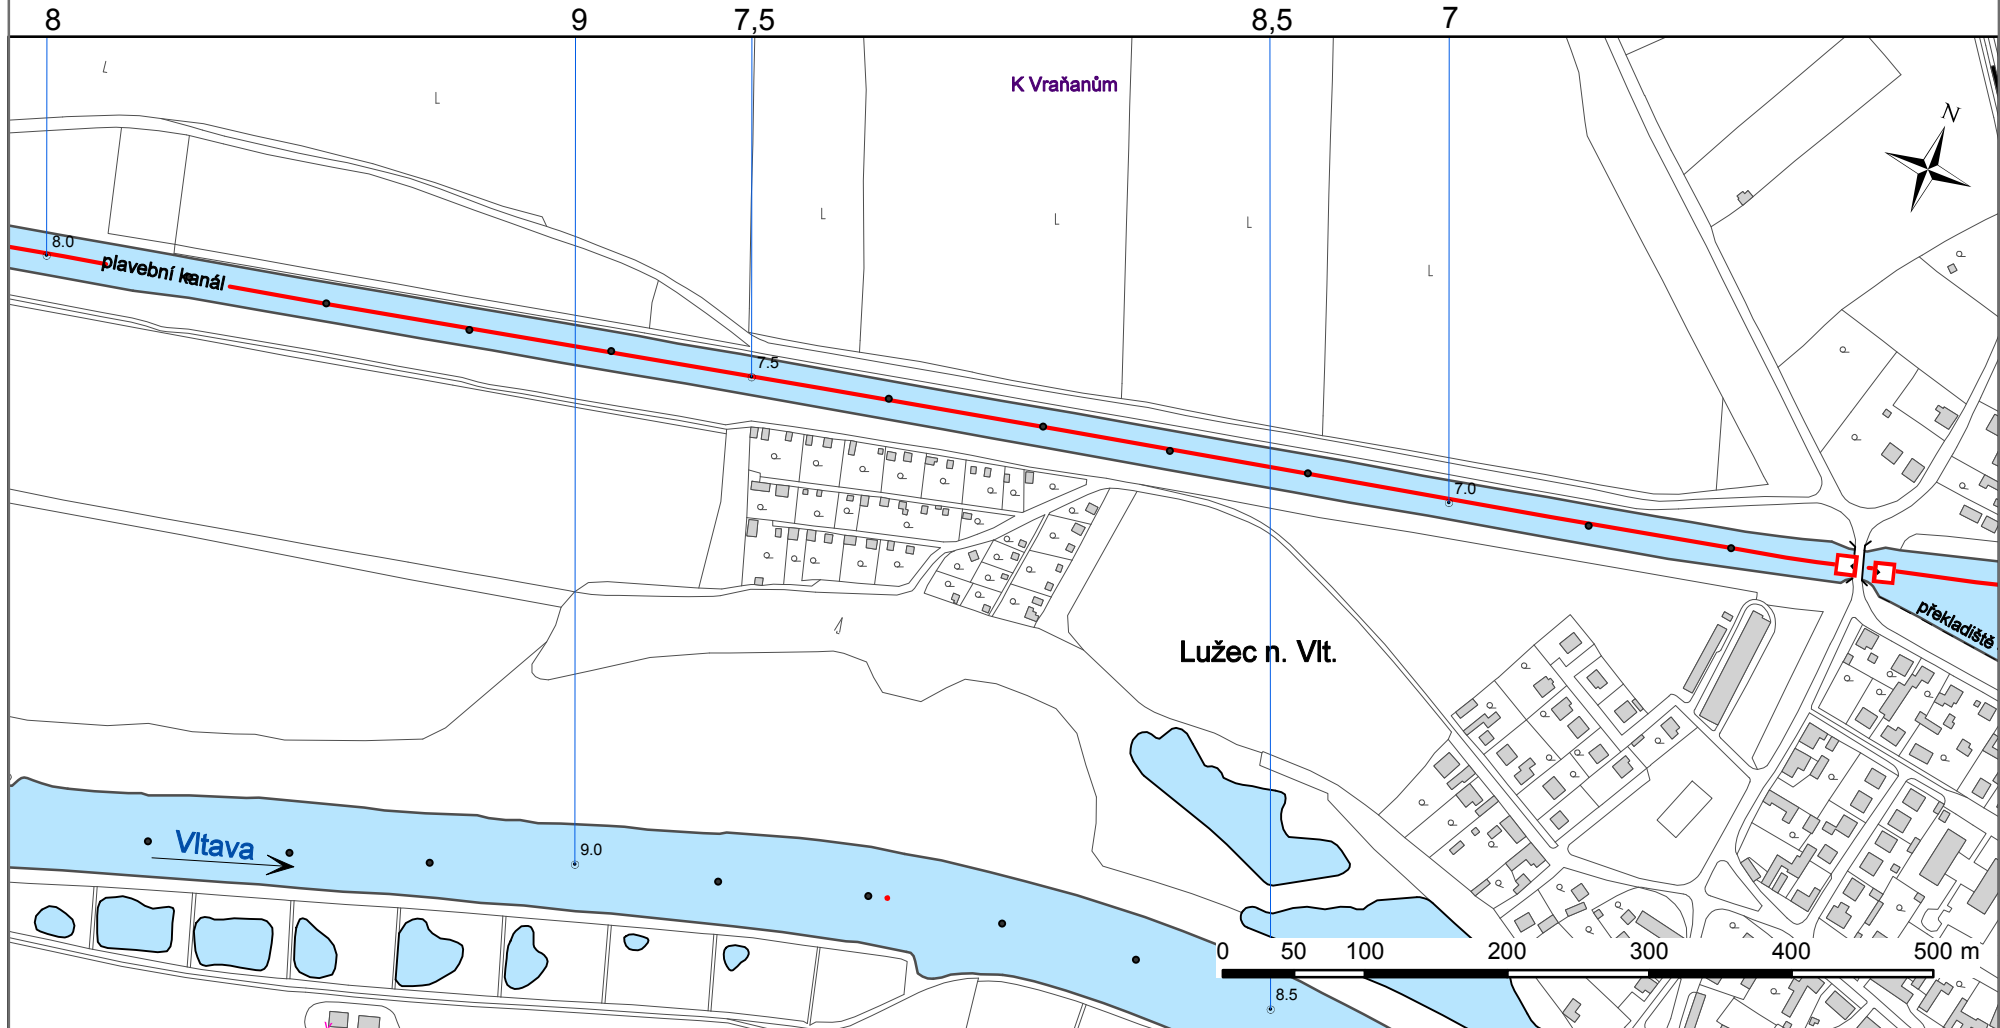 8 9 7,5 8,5 7
K Vraňanům
N
8.0
plavební kanál
7.5
7.0
překladiště
Lužec n. Vlt.
Vltava
9.0
0 50 100 200 300 400 500 m
8.5